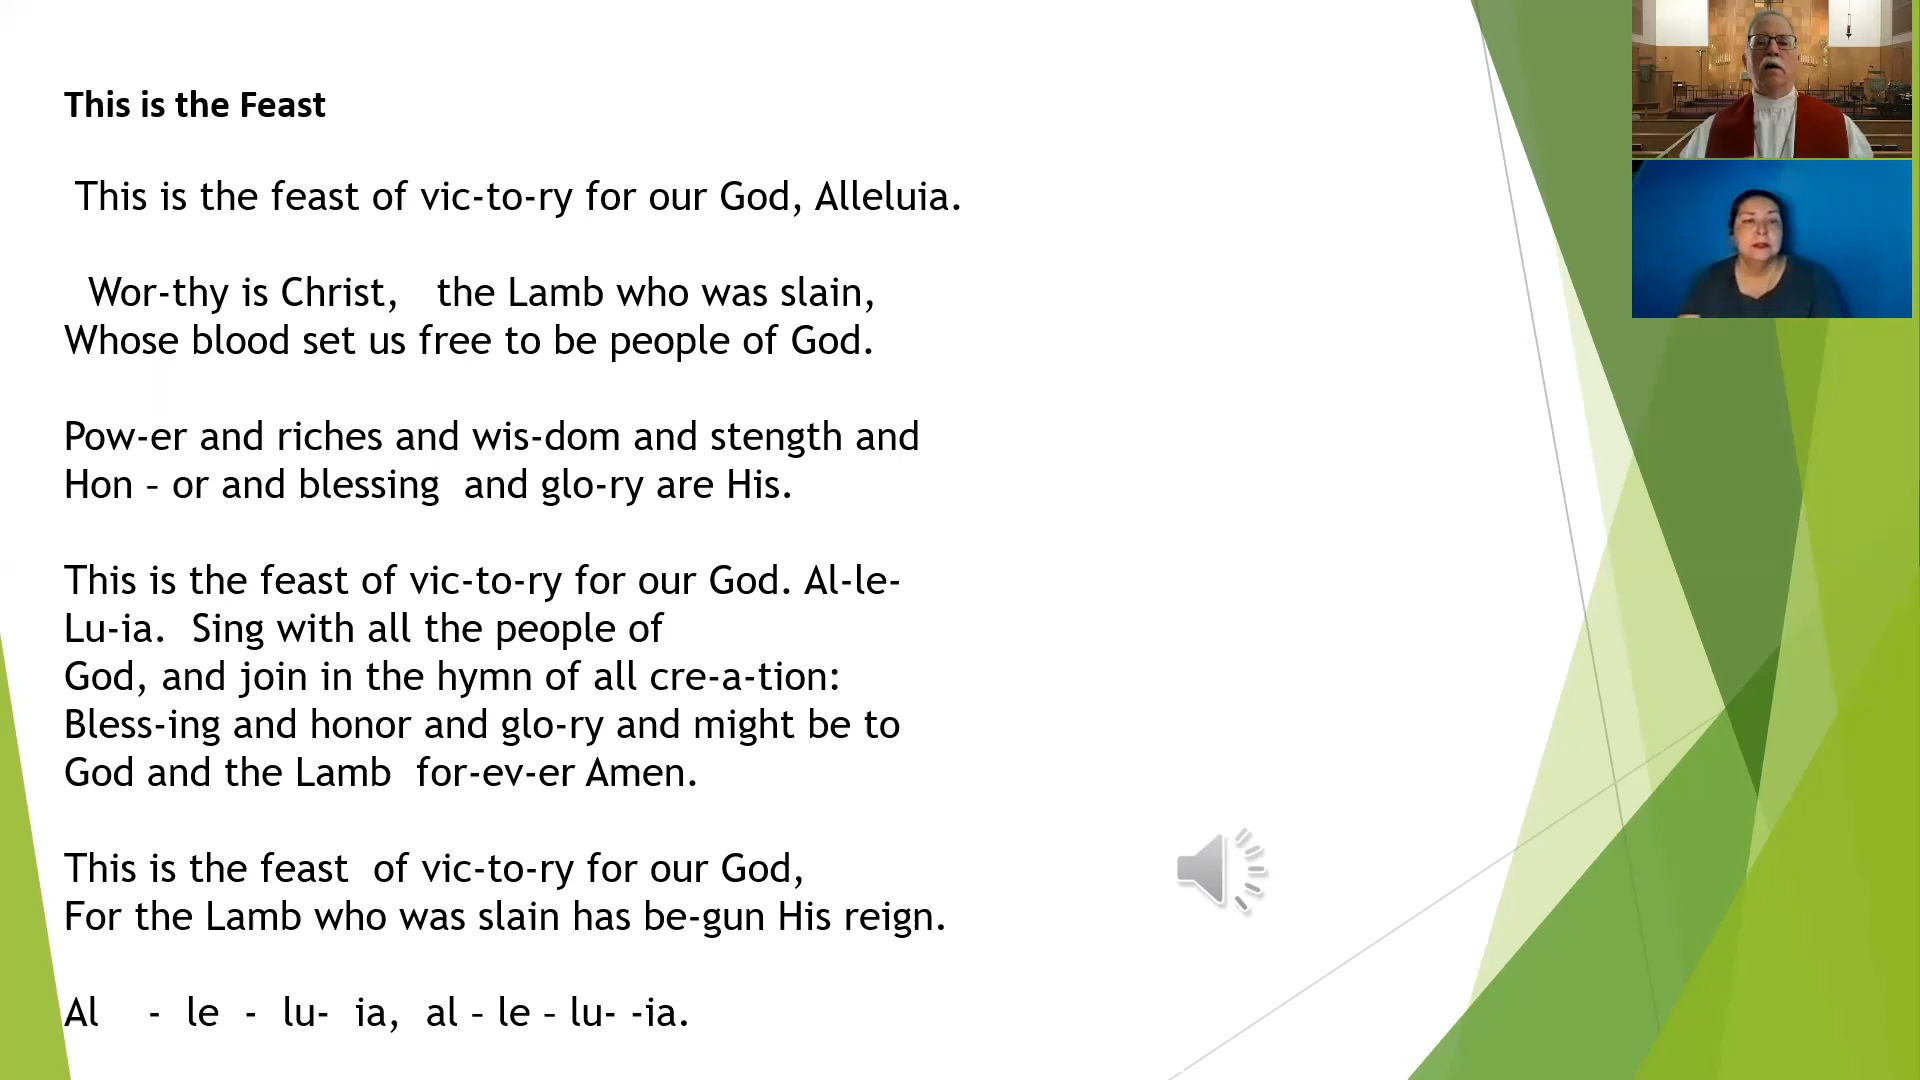 This is the Feast
This is the feast of vic-to-ry for our God, Alleluia.
Wor-thy is Christ,   the Lamb who was slain,
Whose blood set us free to be people of God.
Pow-er and riches and wis-dom and stength and
Hon – or and blessing  and glo-ry are His.
This is the feast of vic-to-ry for our God. Al-le-
Lu-ia.  Sing with all the people of
God, and join in the hymn of all cre-a-tion:
Bless-ing and honor and glo-ry and might be to
God and the Lamb  for-ev-er Amen.
This is the feast  of vic-to-ry for our God,
For the Lamb who was slain has be-gun His reign.
Al    -  le  -  lu-  ia,  al – le – lu- -ia.